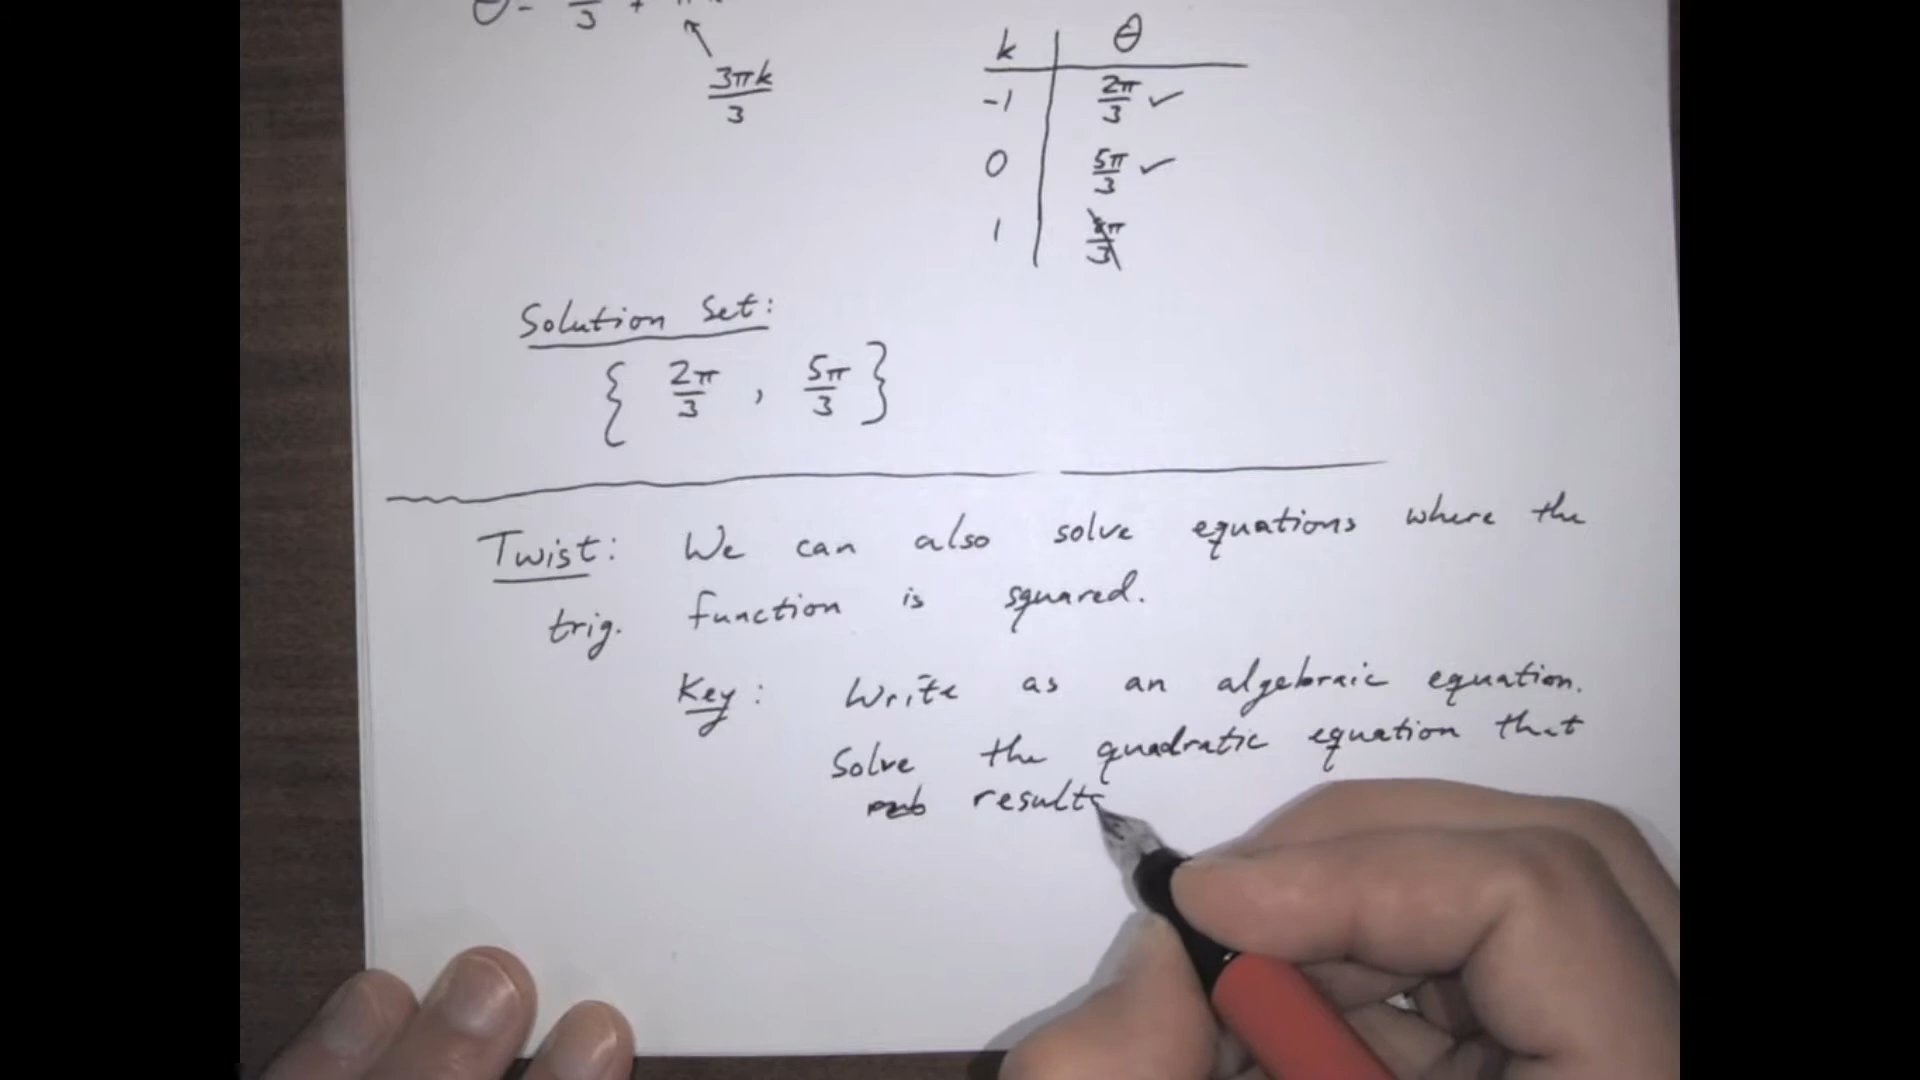 k θ
3πk/3
-1 2π/3 ✓
0 5π/3 ✓
1
Solution Set:
{ 2π/3 , 5π/3 }
Twist: We can also solve equations where the
trig. function is squared.
Key: Write as an algebraic equation.
Solve the quadratic equation that
results